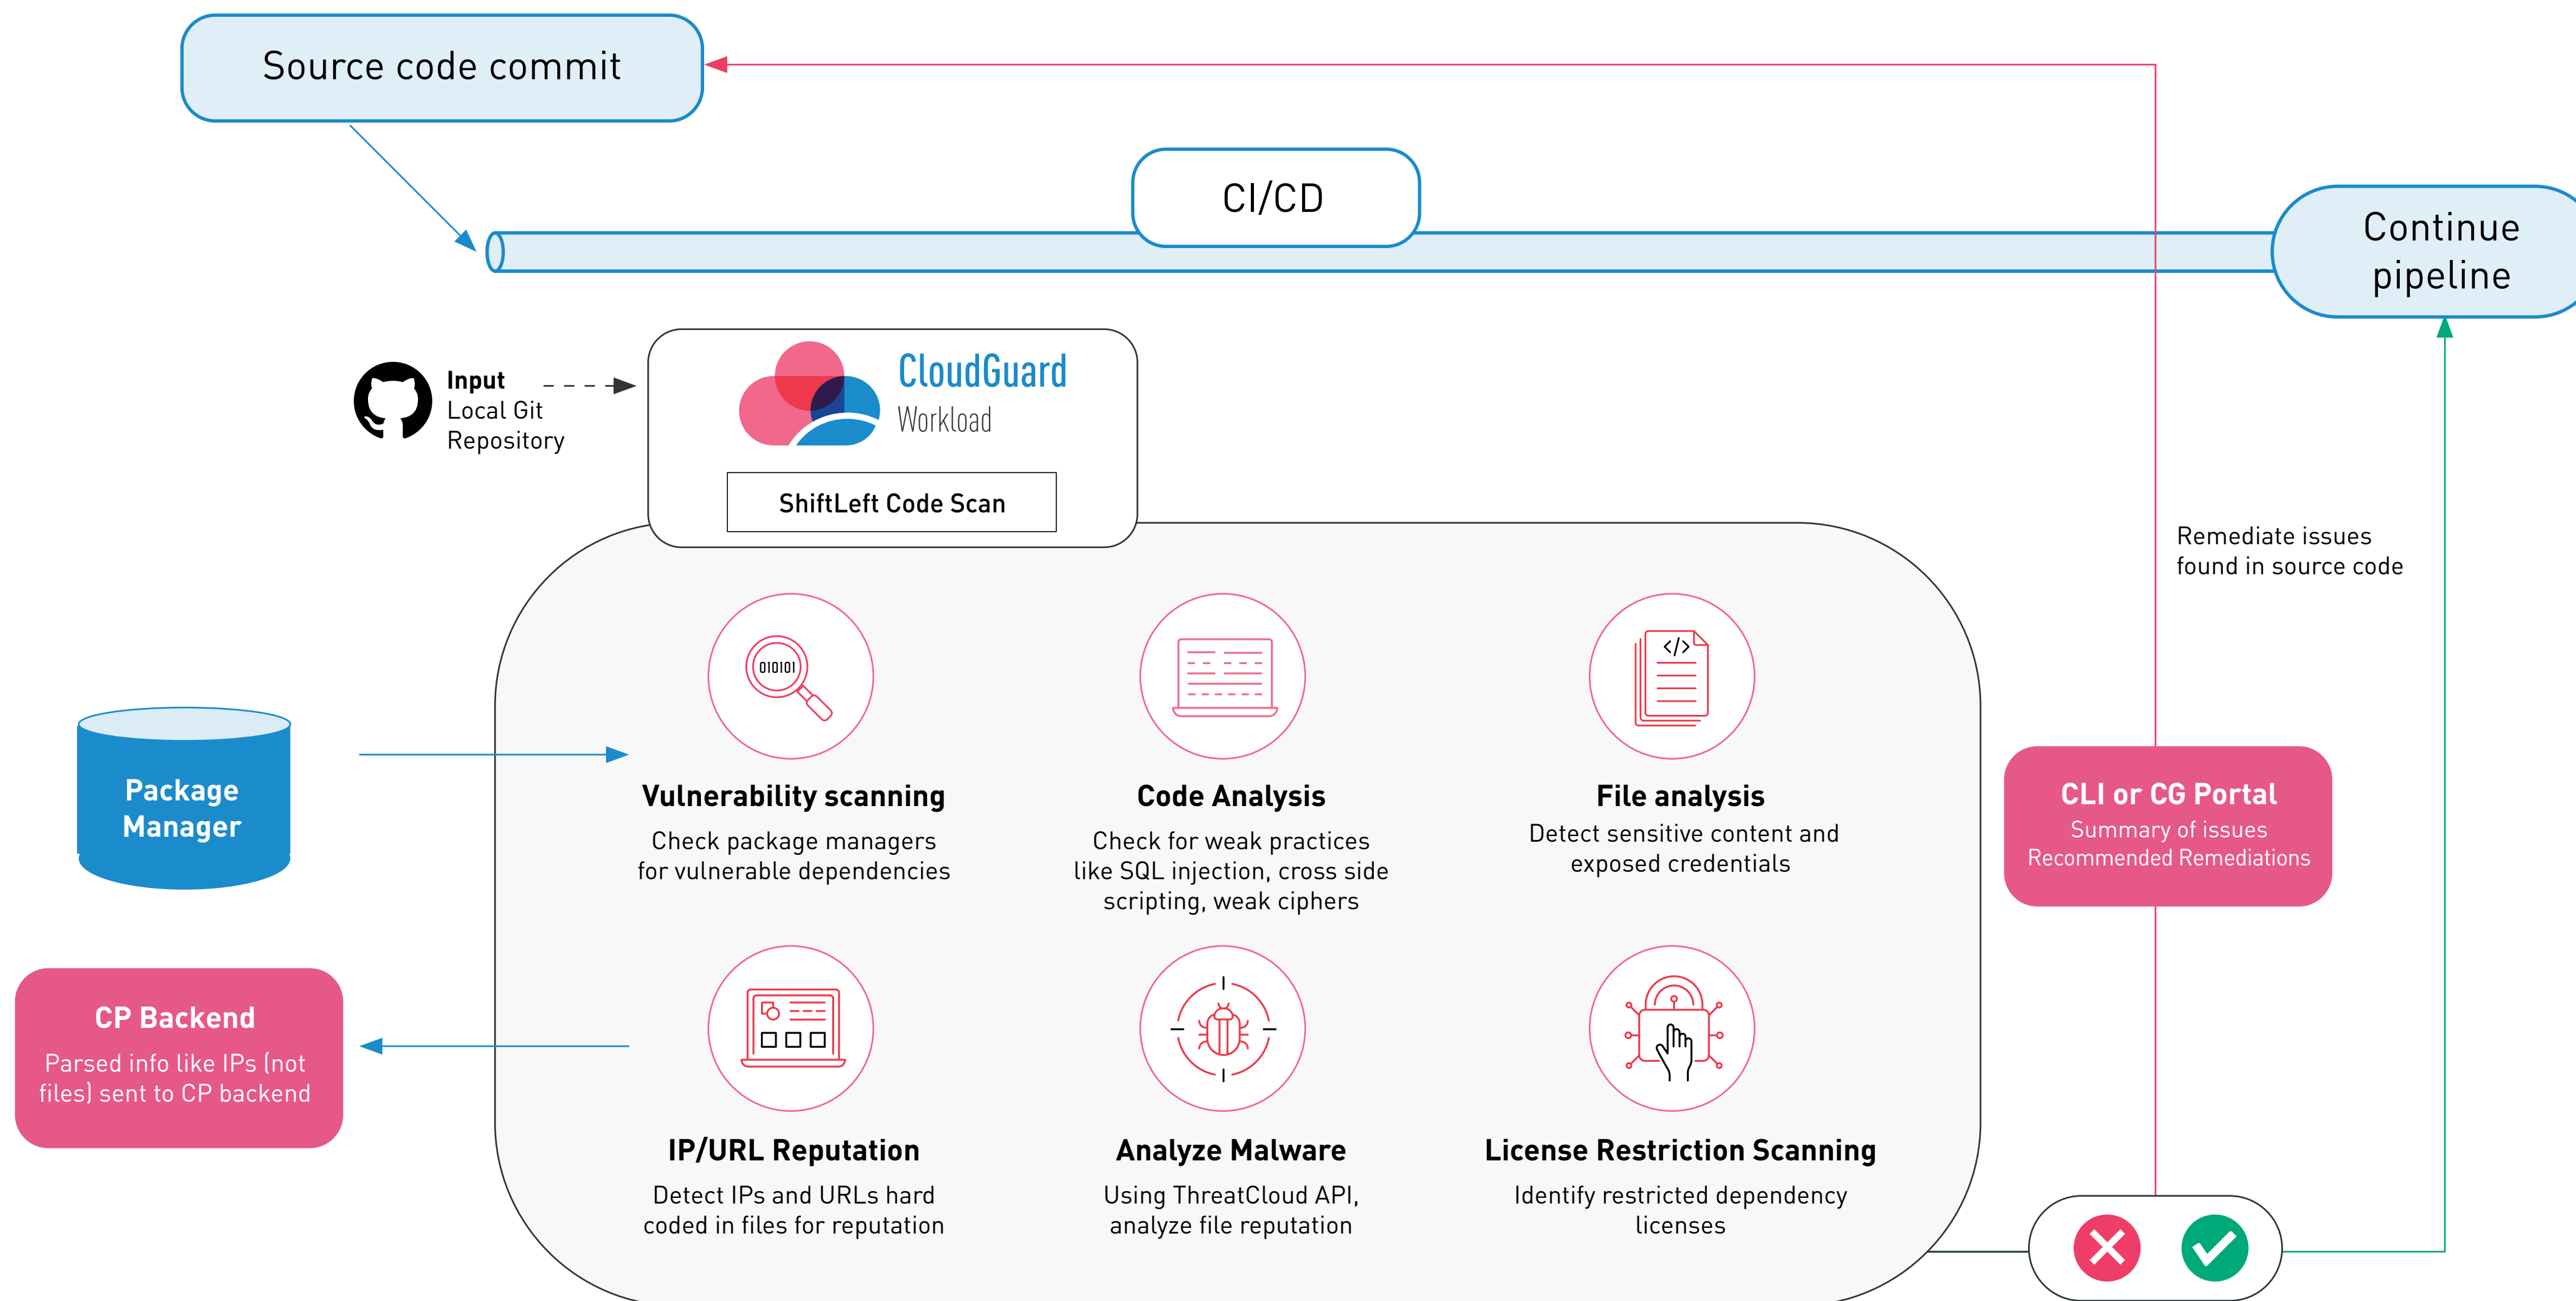 Source code commit
CI/CD
Continue
pipeline
Input
Local Git
Repository
CloudGuard
Workload
ShiftLeft Code Scan
Remediate issues
found in source code
010101
</>
Package
Manager
Vulnerability scanning
Check package managers
for vulnerable dependencies
Code Analysis
Check for weak practices
like SQL injection, cross side
scripting, weak ciphers
File analysis
Detect sensitive content and
exposed credentials
CLI or CG Portal
Summary of issues
Recommended Remediations
CP Backend
Parsed info like IPs (not
files) sent to CP backend
IP/URL Reputation
Detect IPs and URLs hard
coded in files for reputation
Analyze Malware
Using ThreatCloud API,
analyze file reputation
License Restriction Scanning
Identify restricted dependency
licenses